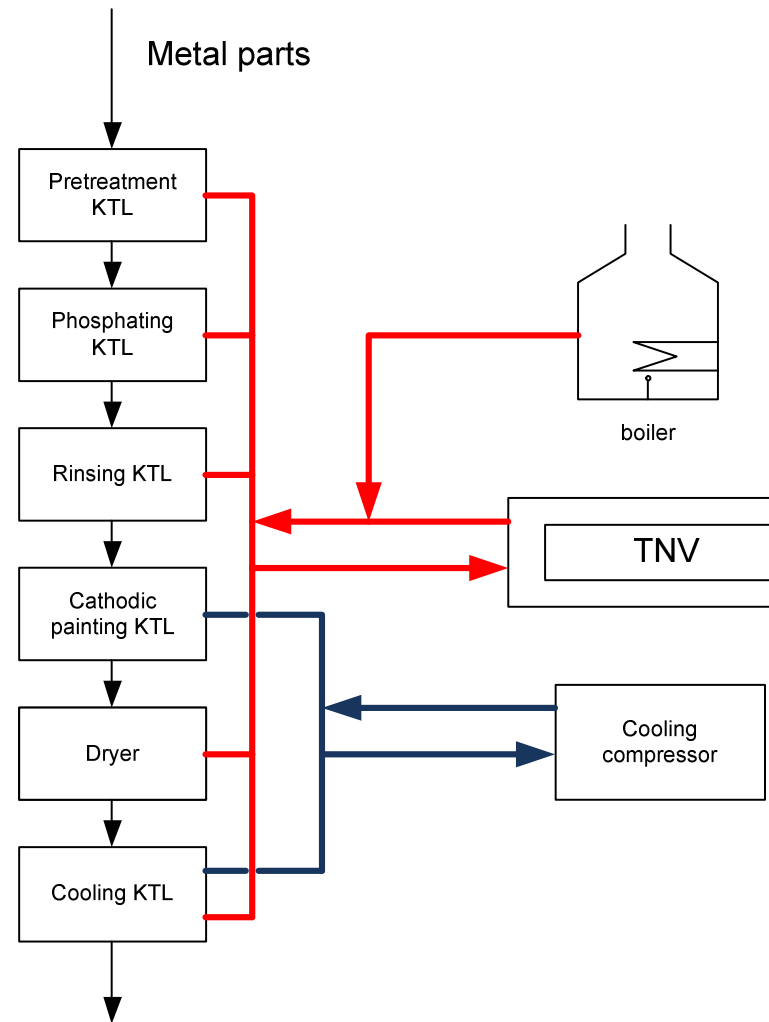 Metal parts
Pretreatment
KTL
Phosphating
KTL
boiler
Rinsing KTL
TNV
Cathodic
painting KTL
Cooling
compressor
Dryer
Cooling KTL